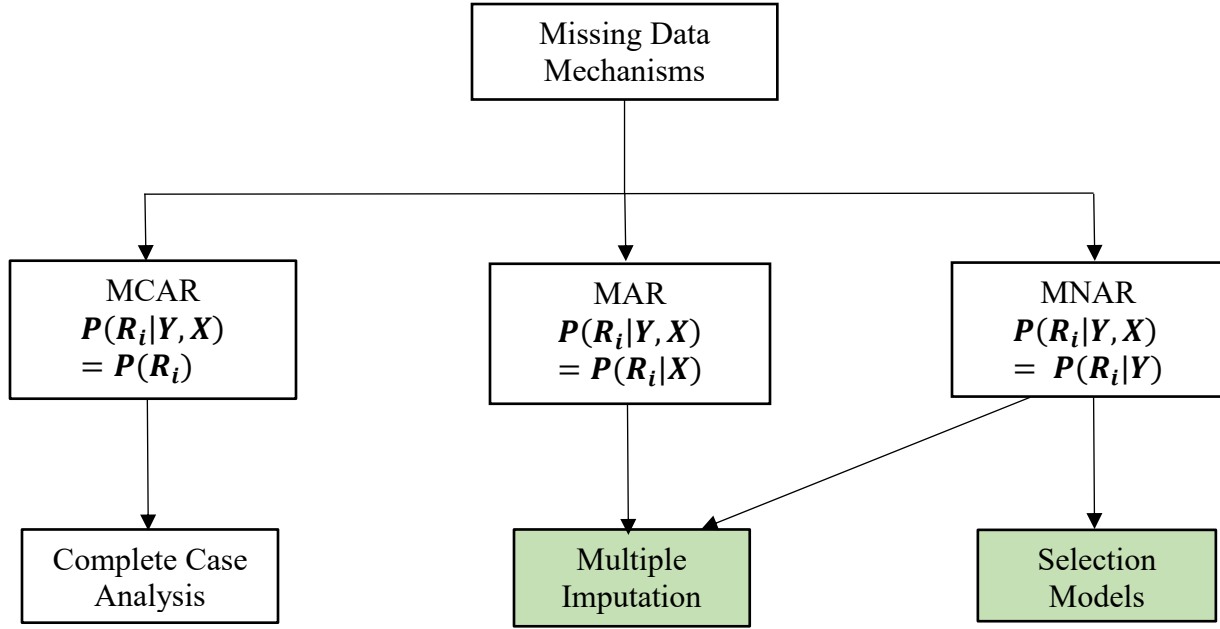 Missing Data
Mechanisms
MCAR
P(R_i|Y, X)
= P(R_i)
MAR
P(R_i|Y, X)
= P(R_i|X)
MNAR
P(R_i|Y, X)
= P(R_i|Y)
Complete Case
Analysis
Multiple
Imputation
Selection
Models